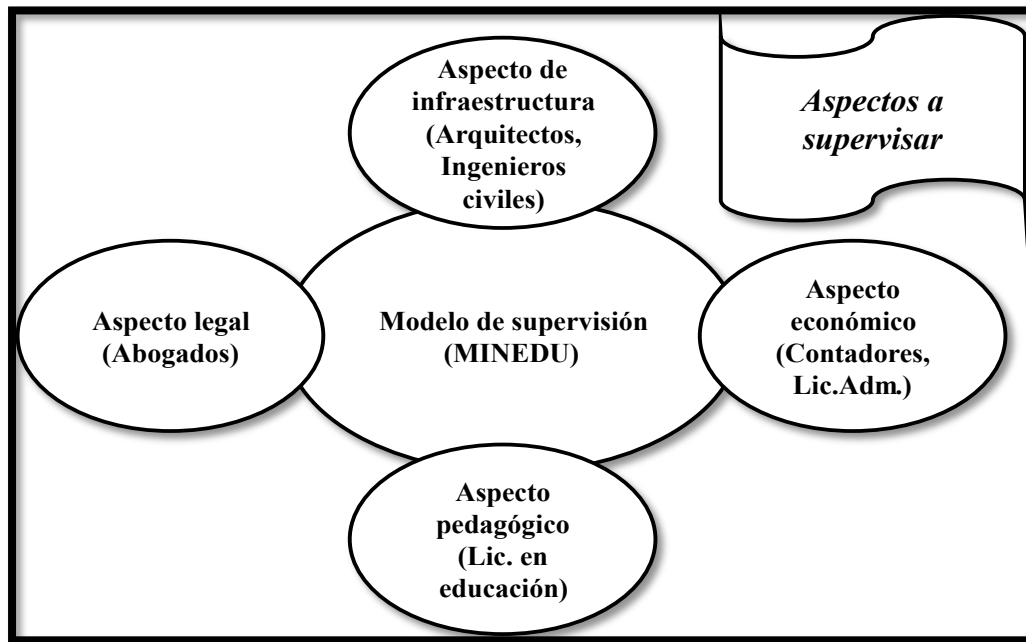 Aspecto de
infraestructura
(Arquitectos,
Ingenieros
civiles)
Aspectos a
supervisar
Aspecto legal
(Abogados)
Modelo de supervisión
(MINEDU)
Aspecto
económico
(Contadores,
Lic.Adm.)
Aspecto
pedagógico
(Lic. en
educación)